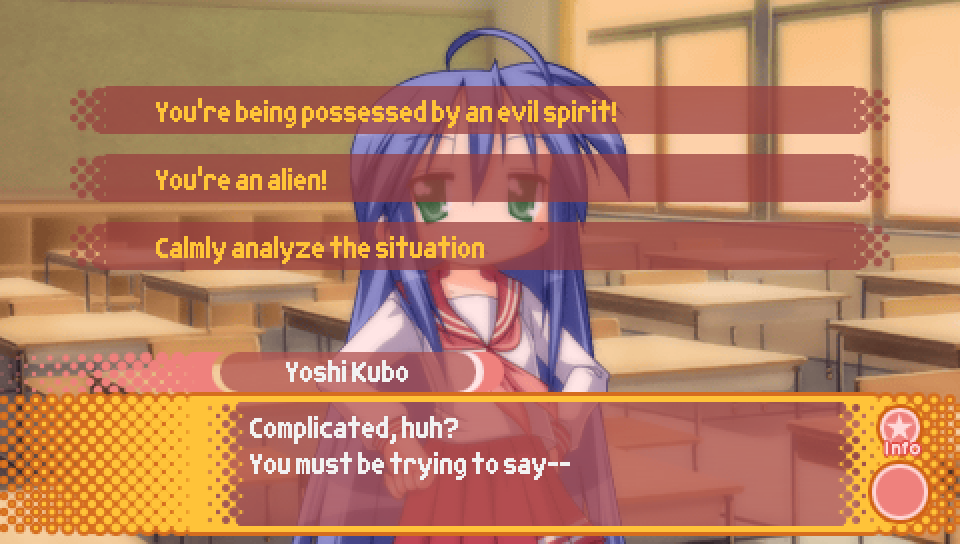 You're being possessed by an evil spirit!
You're an alien!
Calmly analyze the situation
Yoshi Kubo
Complicated, huh?
You must be trying to say--
Info